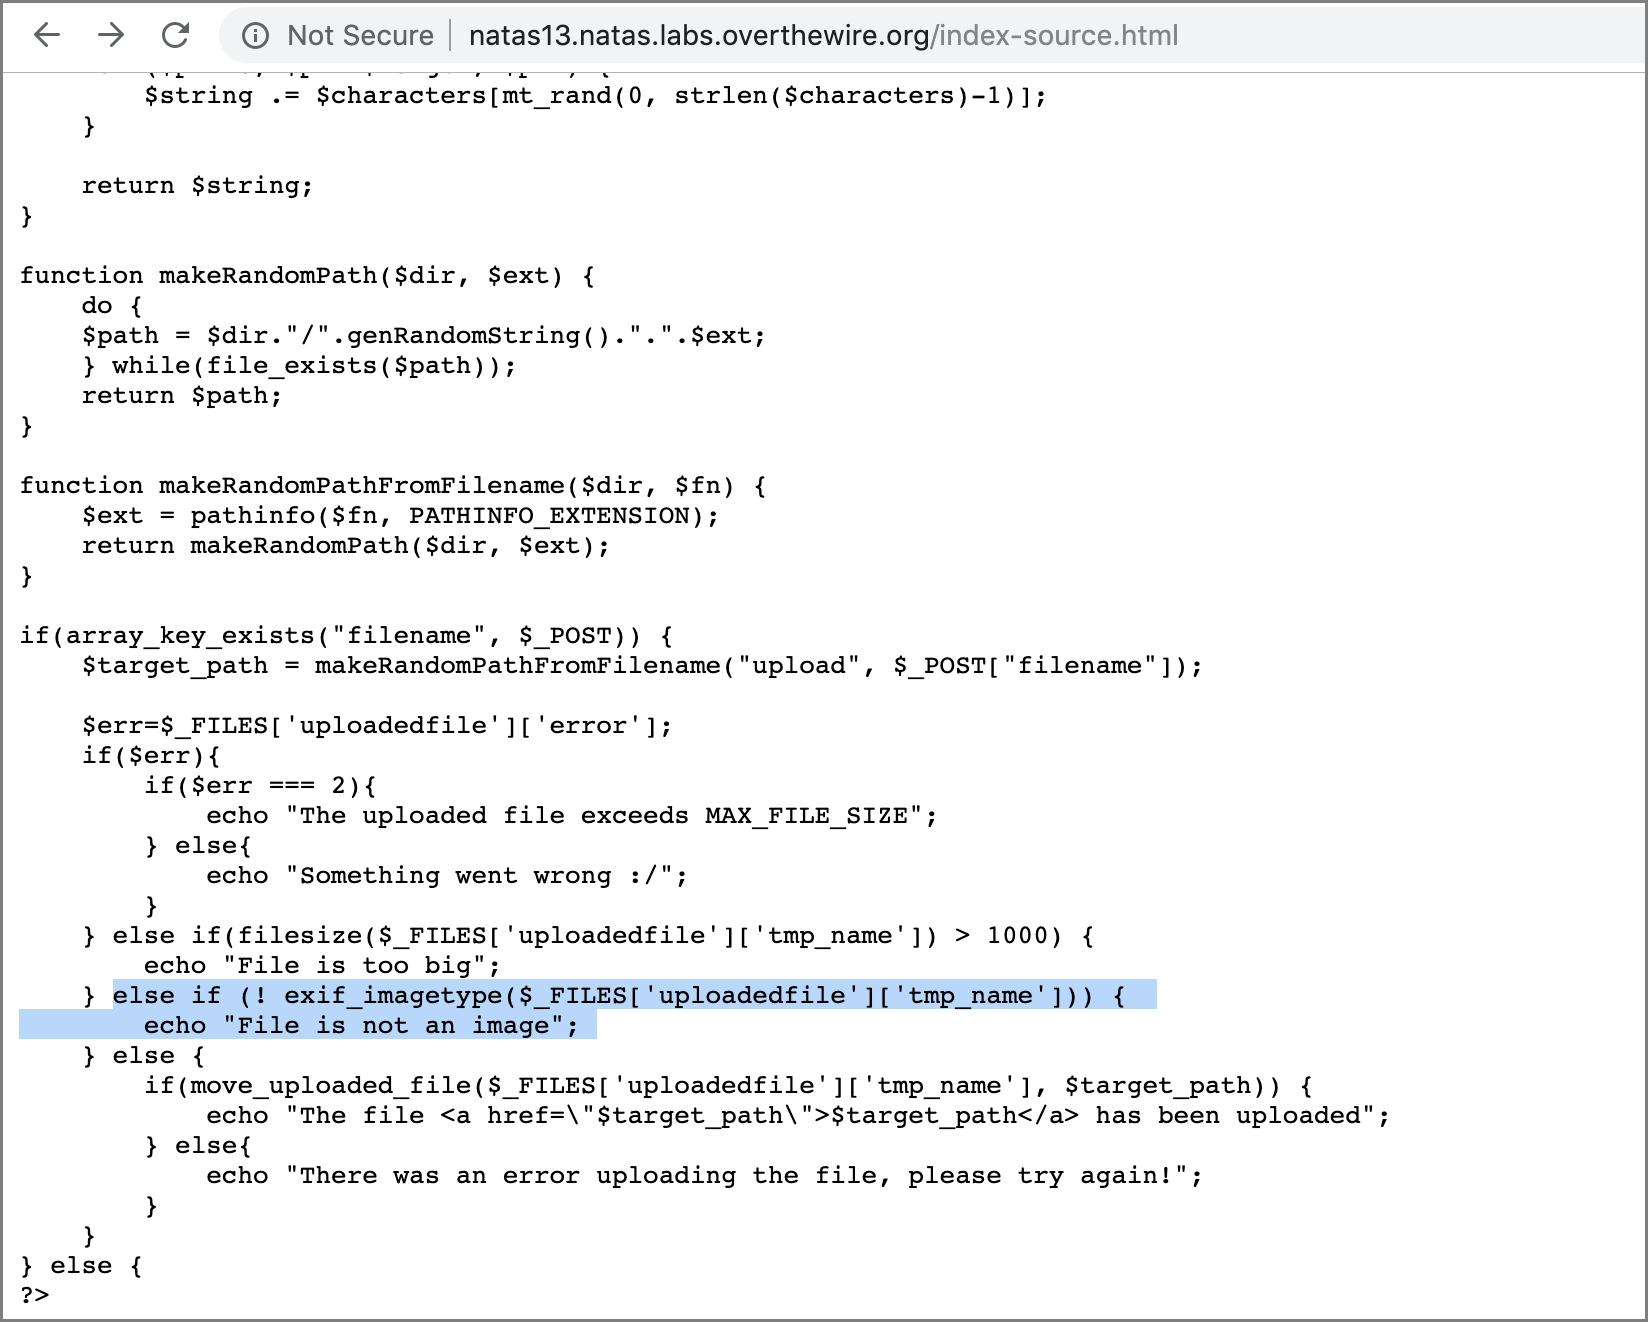 Not Secure | natas13.natas.labs.overthewire.org/index-source.html
        $string .= $characters[mt_rand(0, strlen($characters)-1)];
    }

    return $string;
}

function makeRandomPath($dir, $ext) {
    do {
    $path = $dir."/".genRandomString().".".$ext;
    } while(file_exists($path));
    return $path;
}

function makeRandomPathFromFilename($dir, $fn) {
    $ext = pathinfo($fn, PATHINFO_EXTENSION);
    return makeRandomPath($dir, $ext);
}

if(array_key_exists("filename", $_POST)) {
    $target_path = makeRandomPathFromFilename("upload", $_POST["filename"]);

    $err=$_FILES['uploadedfile']['error'];
    if($err){
        if($err === 2){
            echo "The uploaded file exceeds MAX_FILE_SIZE";
        } else{
            echo "Something went wrong :/";
        }
    } else if(filesize($_FILES['uploadedfile']['tmp_name']) > 1000) {
        echo "File is too big";
    } else if (! exif_imagetype($_FILES['uploadedfile']['tmp_name'])) {
        echo "File is not an image";
    } else {
        if(move_uploaded_file($_FILES['uploadedfile']['tmp_name'], $target_path)) {
            echo "The file <a href=\"$target_path\">$target_path</a> has been uploaded";
        } else{
            echo "There was an error uploading the file, please try again!";
        }
    }
} else {
?>